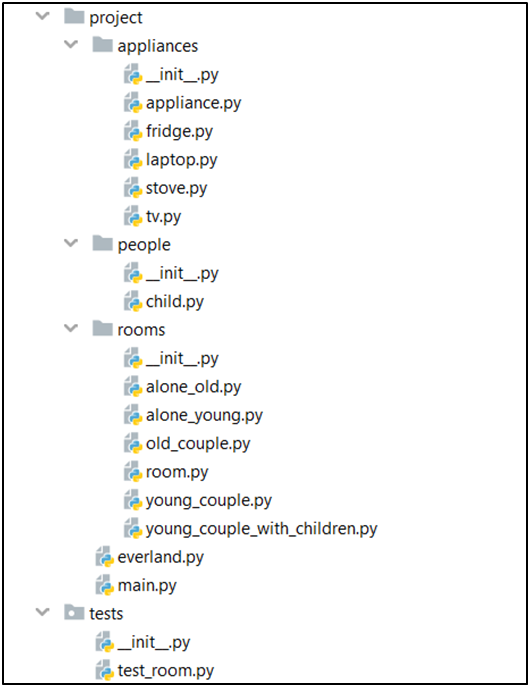 project
appliances
__init__.py
appliance.py
fridge.py
laptop.py
stove.py
tv.py
people
__init__.py
child.py
rooms
__init__.py
alone_old.py
alone_young.py
old_couple.py
room.py
young_couple.py
young_couple_with_children.py
everland.py
main.py
tests
__init__.py
test_room.py